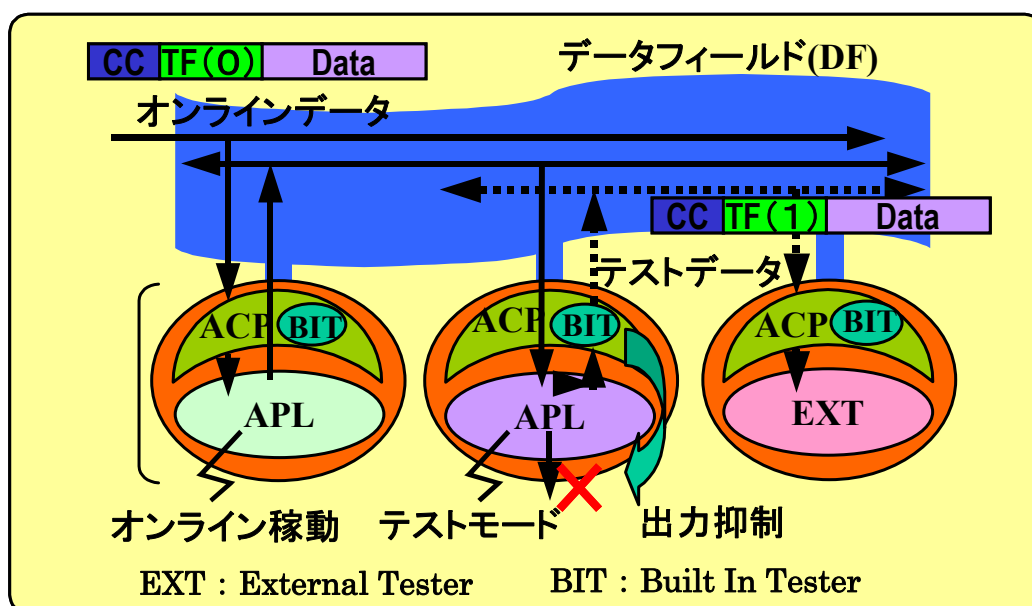 CC TF(0) Data
データフィールド(DF)
オンラインデータ
CC TF(1) Data
テストデータ
ACP BIT
ACP BIT
ACP BIT
APL
APL
EXT
オンライン稼動
テストモード
出力抑制
EXT : External Tester
BIT : Built In Tester